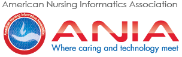 American Nursing Informatics Association
ANIA
Where caring and technology meet